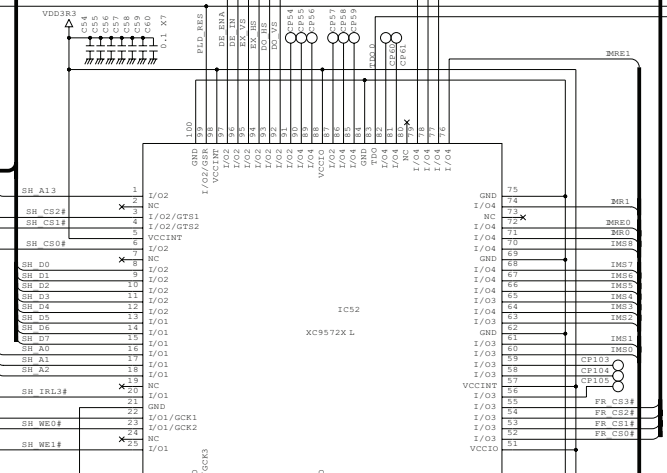 VDD3R3
C54 C55 C56 C57 C58 C59 C60
0.1 X7
PLD_RES
DE_ENA
DE_IN
EX_VS
EX_HS
DO_HS
DO_VS
CP54
CP55
CP56
CP57
CP58
CP59
TDO_0
CP60
CP61
IMRE1
100 99 98 97 96 95 94 93 92 91 90 89 88 87 86 85 84 83 82 81 80 79 78 77 76
GND I/O2/GSR VCCINT I/O2 I/O2 I/O2 I/O2 I/O2 I/O2 I/O4 I/O4 VCCIO I/O2 I/O4 I/O4 GND TDO I/O4 I/O4 NC I/O4 I/O4 I/O4 I/O4
SH_A13 1 I/O2
2 NC
SH_CS2# 3 I/O2/GTS1
SH_CS1# 4 I/O2/GTS2
5 VCCINT
SH_CS0# 6 I/O2
7 NC
SH_D0 8 I/O2
SH_D1 9 I/O2
SH_D2 10 I/O2
SH_D3 11 I/O2
SH_D4 12 I/O2
SH_D5 13 I/O1
SH_D6 14 I/O1
SH_D7 15 I/O1
SH_A0 16 I/O1
SH_A1 17 I/O1
SH_A2 18 I/O1
19 NC
SH_IRL3# 20 I/O1
21 GND
22 I/O1/GCK1
SH_WE0# 23 I/O1/GCK2
24 NC
SH_WE1# 25 I/O1
IC52
XC9572XL
GCK3
GND 75
I/O4 74 IMR1
NC 73
I/O4 72 IMRE0
I/O4 71 IMR0
I/O4 70 IMS8
GND 69
I/O4 68 IMS7
I/O4 67 IMS6
I/O4 66 IMS5
I/O3 65 IMS4
I/O3 64 IMS3
I/O3 63 IMS2
GND 62
I/O3 61 IMS1
I/O3 60 IMS0
I/O3 59 CP103
I/O3 58 CP104
VCCINT 57 CP105
I/O3 56
I/O3 55 FR_CS3#
I/O3 54 FR_CS2#
I/O3 53 FR_CS1#
I/O3 52 FR_CS0#
VCCIO 51